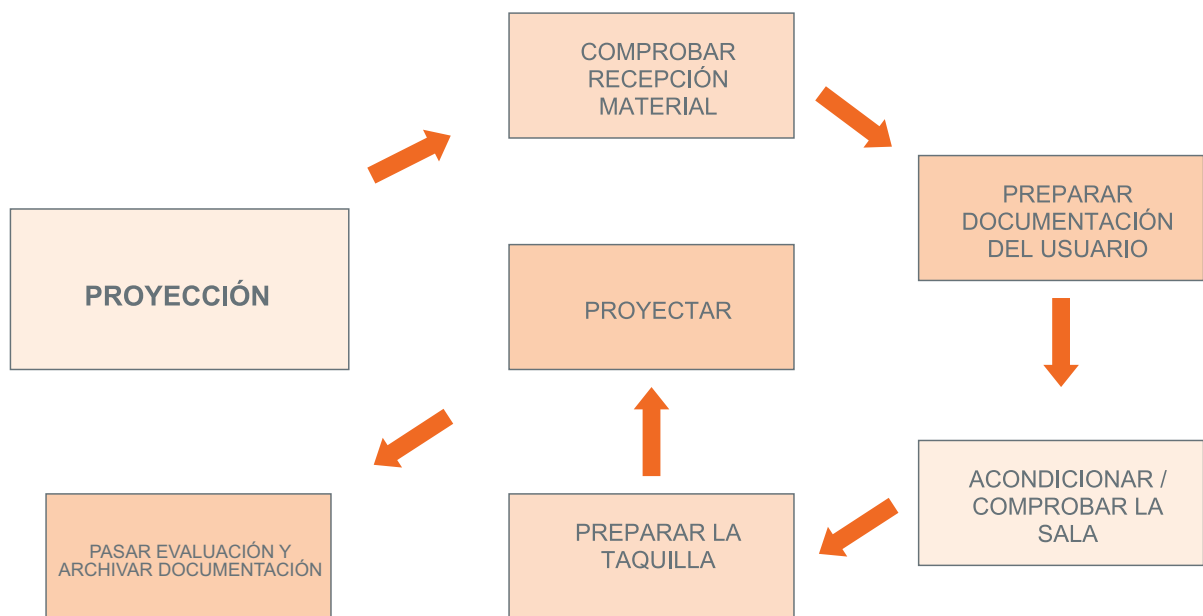 COMPROBAR
RECEPCIÓN
MATERIAL
PREPARAR
DOCUMENTACIÓN
DEL USUARIO
PROYECCIÓN
PROYECTAR
ACONDICIONAR /
COMPROBAR LA
SALA
PREPARAR LA
TAQUILLA
PASAR EVALUACIÓN Y
ARCHIVAR DOCUMENTACIÓN